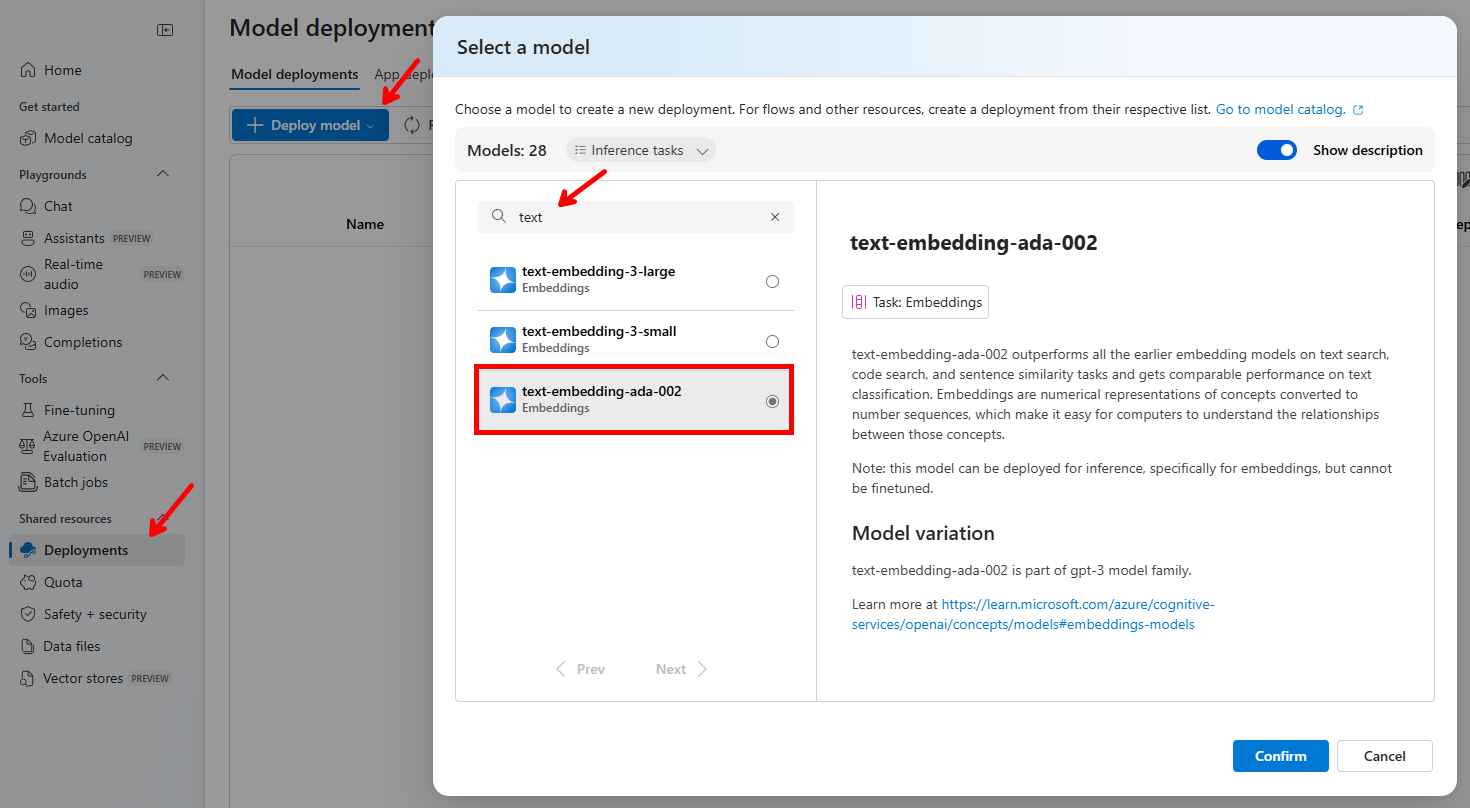 Home
Get started
Model catalog
Playgrounds
Chat
Assistants PREVIEW
Real-time
audio
PREVIEW
Images
Completions
Tools
Fine-tuning
Azure OpenAI
Evaluation
PREVIEW
Batch jobs
Shared resources
Deployments
Quota
Safety + security
Data files
Vector stores PREVIEW
Model deployment
Model deployments
App deplo
Deploy model
Name
Select a model
Choose a model to create a new deployment. For flows and other resources, create a deployment from their respective list. Go to model catalog.
Models: 28
Inference tasks
Show description
text
text-embedding-3-large
Embeddings
text-embedding-3-small
Embeddings
text-embedding-ada-002
Embeddings
Prev
Next
text-embedding-ada-002
Task: Embeddings
text-embedding-ada-002 outperforms all the earlier embedding models on text search,
code search, and sentence similarity tasks and gets comparable performance on text
classification. Embeddings are numerical representations of concepts converted to
number sequences, which make it easy for computers to understand the relationships
between those concepts.
Note: this model can be deployed for inference, specifically for embeddings, but cannot
be finetuned.
Model variation
text-embedding-ada-002 is part of gpt-3 model family.
Learn more at https://learn.microsoft.com/azure/cognitive-
services/openai/concepts/models#embeddings-models
Confirm
Cancel